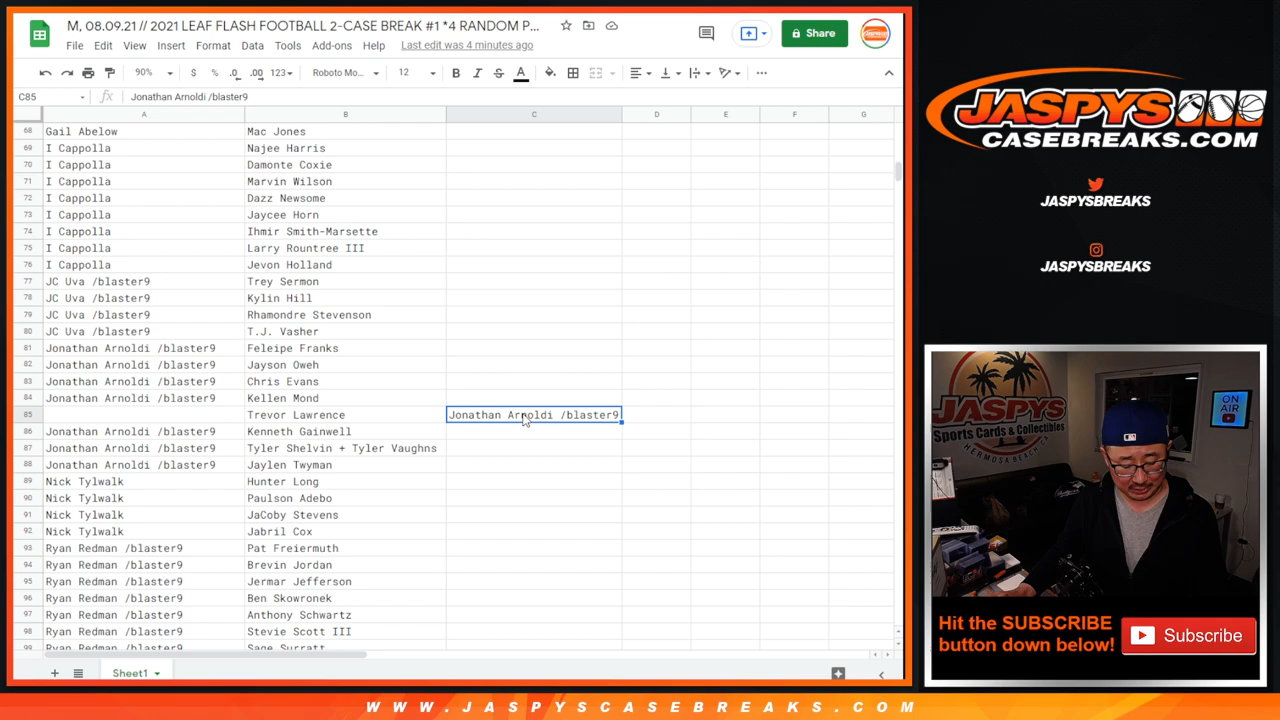 M, 08.09.21 // 2021 LEAF FLASH FOOTBALL 2-CASE BREAK #1 *4 RANDOM P...
File Edit View Insert Format Data Tools Add-ons Help Last edit was 4 minutes ago
Share
90% $ % .0 .00 123 Roboto Mo... 12 B I S A
C85 fx Jonathan Arnoldi /blaster9
A B C D E F G
68 Gail Abelow Mac Jones
69 I Cappolla Najee Harris
70 I Cappolla Damonte Coxie
71 I Cappolla Marvin Wilson
72 I Cappolla Dazz Newsome
73 I Cappolla Jaycee Horn
74 I Cappolla Ihmir Smith-Marsette
75 I Cappolla Larry Rountree III
76 I Cappolla Jevon Holland
77 JC Uva /blaster9 Trey Sermon
78 JC Uva /blaster9 Kylin Hill
79 JC Uva /blaster9 Rhamondre Stevenson
80 JC Uva /blaster9 T.J. Vasher
81 Jonathan Arnoldi /blaster9 Feleipe Franks
82 Jonathan Arnoldi /blaster9 Jayson Oweh
83 Jonathan Arnoldi /blaster9 Chris Evans
84 Jonathan Arnoldi /blaster9 Kellen Mond
85 Trevor Lawrence Jonathan Arnoldi /blaster9
86 Jonathan Arnoldi /blaster9 Kenneth Gainwell
87 Jonathan Arnoldi /blaster9 Tyler Shelvin + Tyler Vaughns
88 Jonathan Arnoldi /blaster9 Jaylen Twyman
89 Nick Tylwalk Hunter Long
90 Nick Tylwalk Paulson Adebo
91 Nick Tylwalk JaCoby Stevens
92 Nick Tylwalk Jabril Cox
93 Ryan Redman /blaster9 Pat Freiermuth
94 Ryan Redman /blaster9 Brevin Jordan
95 Ryan Redman /blaster9 Jermar Jefferson
96 Ryan Redman /blaster9 Ben Skowronek
97 Ryan Redman /blaster9 Anthony Schwartz
98 Ryan Redman /blaster9 Stevie Scott III
99 Ryan Redman /blaster9 Sage Surratt
Sheet1
JASPYS
CASEBREAKS.COM
JASPYSBREAKS
JASPYSBREAKS
JASPYS
Sports Cards & Collectibles
HERMOSA BEACH, CA
ON AIR
Hit the SUBSCRIBE
button down below!
Subscribe
WWW.JASPYSCASEBREAKS.COM